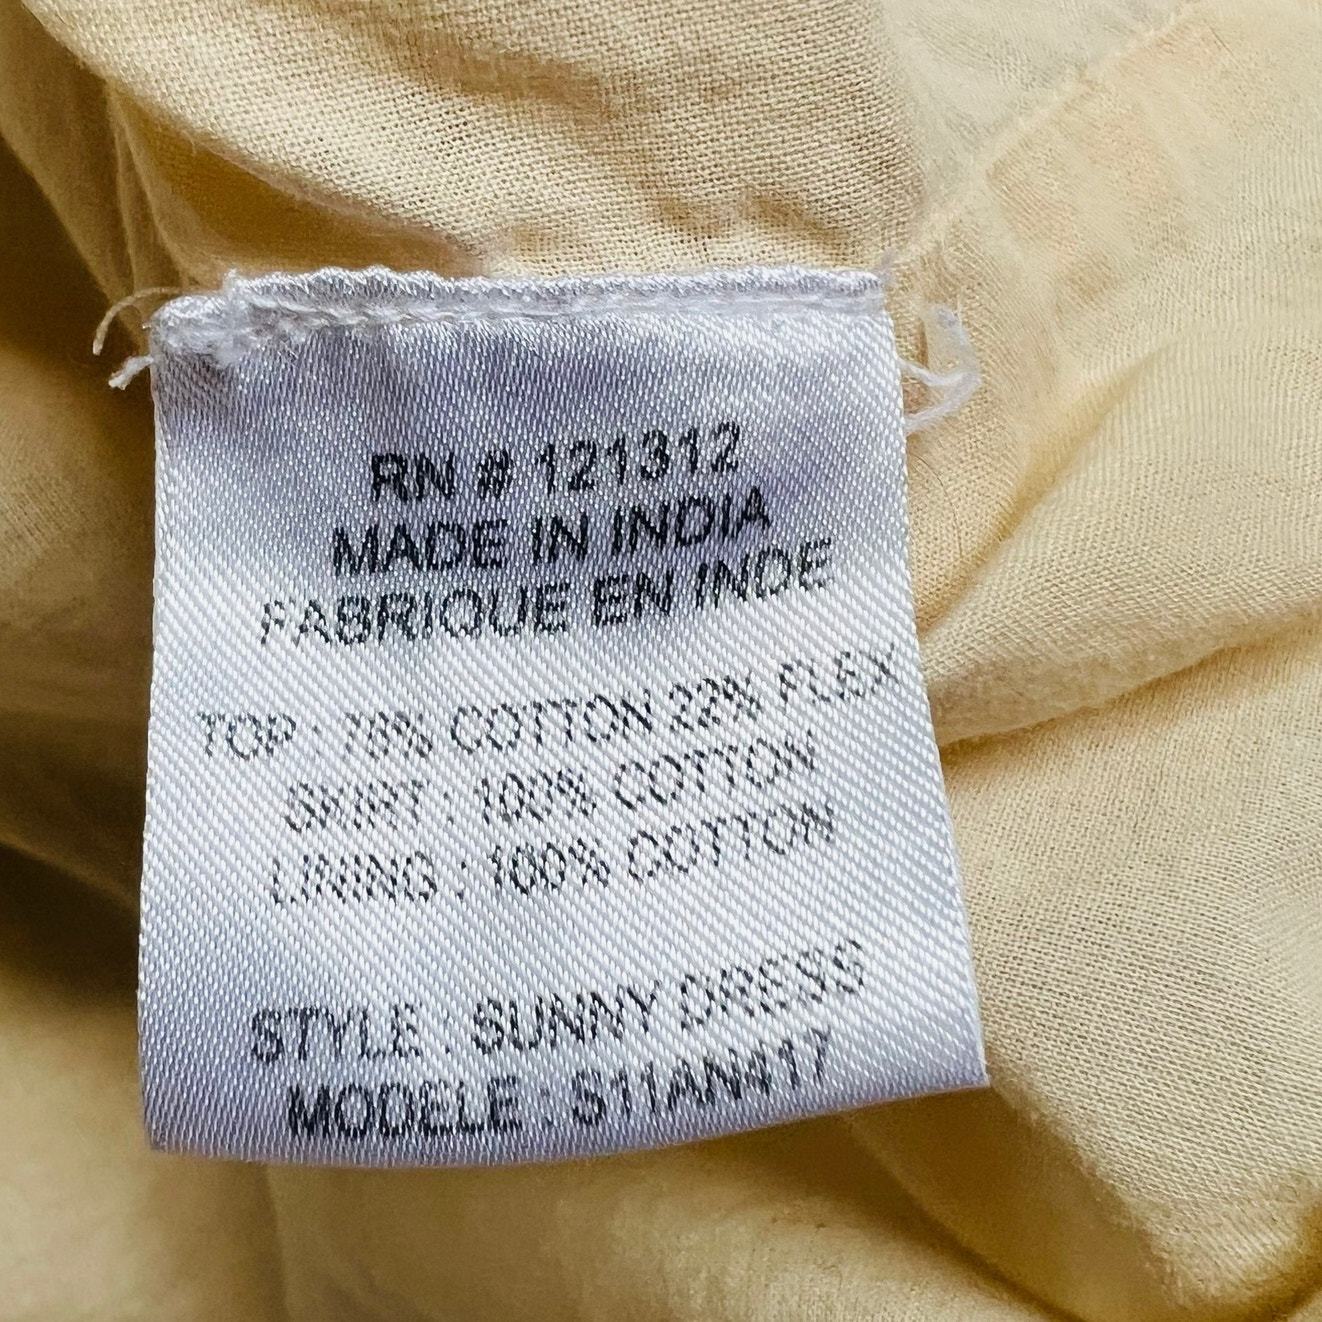 RN # 121312
MADE IN INDIA
FABRIQUE EN INDE
TOP : 78% COTTON 22% FLEX
SKIRT : 100% COTTON
LINING : 100% COTTON
STYLE : SUNNY DRESS
MODELE : S11AN417